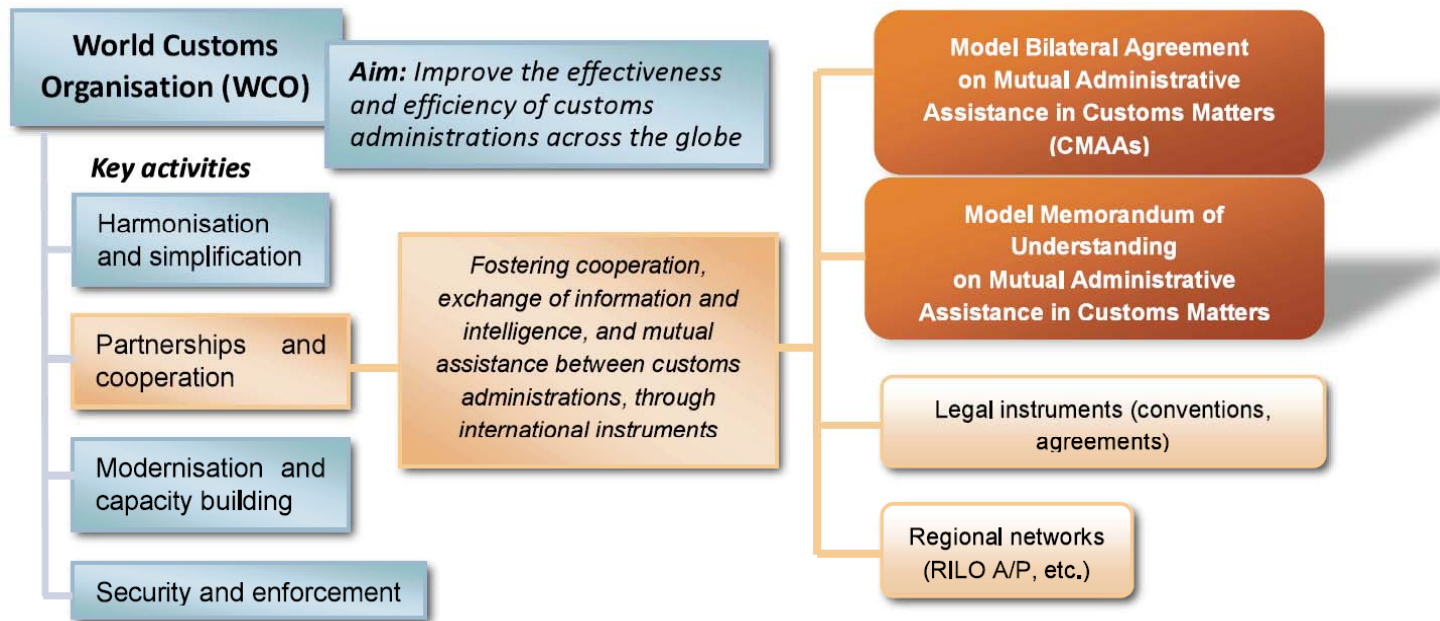 World Customs
Organisation (WCO)
Aim: Improve the effectiveness
and efficiency of customs
administrations across the globe
Key activities
Harmonisation
and simplification
Partnerships and
cooperation
Modernisation and
capacity building
Security and enforcement
Fostering cooperation,
exchange of information and
intelligence, and mutual
assistance between customs
administrations, through
international instruments
Model Bilateral Agreement
on Mutual Administrative
Assistance in Customs Matters
(CMAAs)
Model Memorandum of
Understanding
on Mutual Administrative
Assistance in Customs Matters
Legal instruments (conventions,
agreements)
Regional networks
(RILO A/P, etc.)